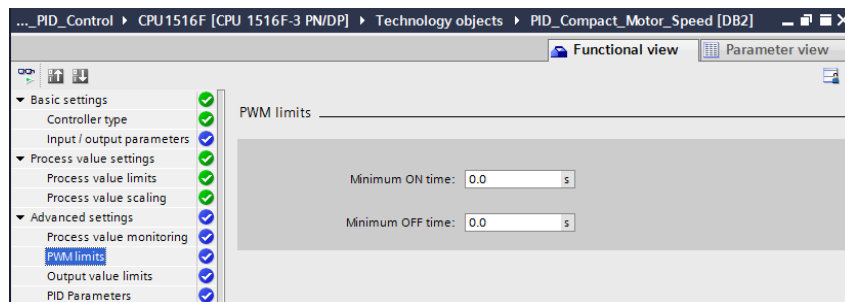 ..._PID_Control ▸ CPU1516F [CPU 1516F-3 PN/DP] ▸ Technology objects ▸ PID_Compact_Motor_Speed [DB2]
Functional view
Parameter view
Basic settings
Controller type
Input / output parameters
Process value settings
Process value limits
Process value scaling
Advanced settings
Process value monitoring
PWM limits
Output value limits
PID Parameters
PWM limits
Minimum ON time: 0.0 s
Minimum OFF time: 0.0 s